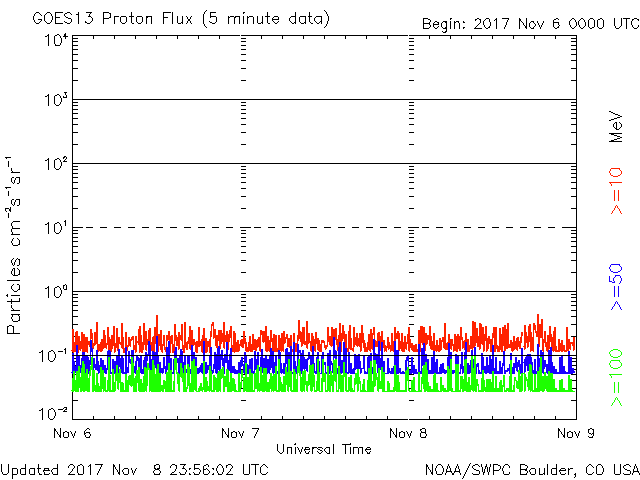 GOES13 Proton Flux (5 minute data)
Begin: 2017 Nov 6 0000 UTC
10⁴
10³
10²
10¹
10⁰
10⁻¹
10⁻²
Particles cm⁻²s⁻¹sr⁻¹
MeV
>=10
>=50
>=100
Nov 6
Nov 7
Nov 8
Nov 9
Universal Time
Updated 2017 Nov 8 23:56:02 UTC
NOAA/SWPC Boulder, CO USA